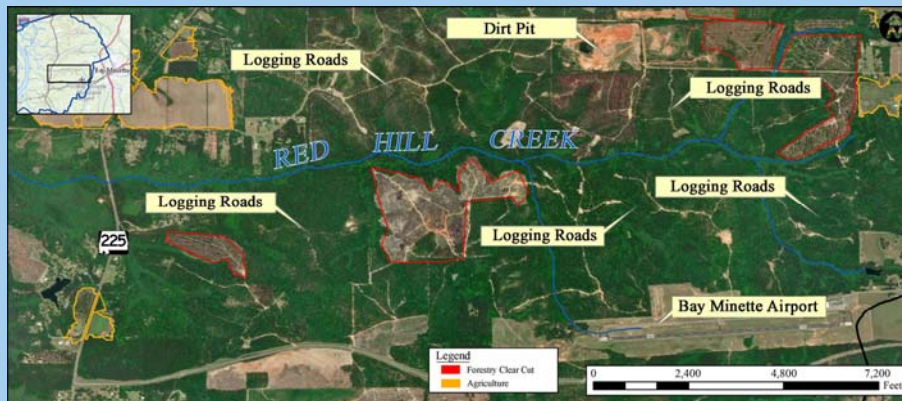 Dirt Pit
Logging Roads
Logging Roads
RED HILL CREEK
Logging Roads
Logging Roads
Logging Roads
225
Bay Minette Airport
Legend
Forestry Clear Cut
Agriculture
0 2,400 4,800 7,200
Feet